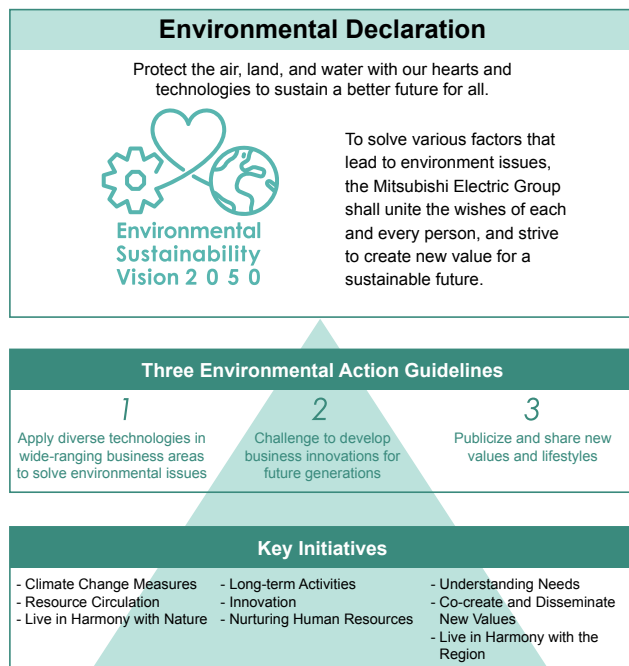 Environmental Declaration
Protect the air, land, and water with our hearts and
technologies to sustain a better future for all.
Environmental
Sustainability
Vision 2050
To solve various factors that
lead to environment issues,
the Mitsubishi Electric Group
shall unite the wishes of each
and every person, and strive
to create new value for a
sustainable future.
Three Environmental Action Guidelines
1
Apply diverse technologies in
wide-ranging business areas
to solve environmental issues
2
Challenge to develop
business innovations for
future generations
3
Publicize and share new
values and lifestyles
Key Initiatives
- Climate Change Measures
- Resource Circulation
- Live in Harmony with Nature
- Long-term Activities
- Innovation
- Nurturing Human Resources
- Understanding Needs
- Co-create and Disseminate
New Values
- Live in Harmony with the
Region